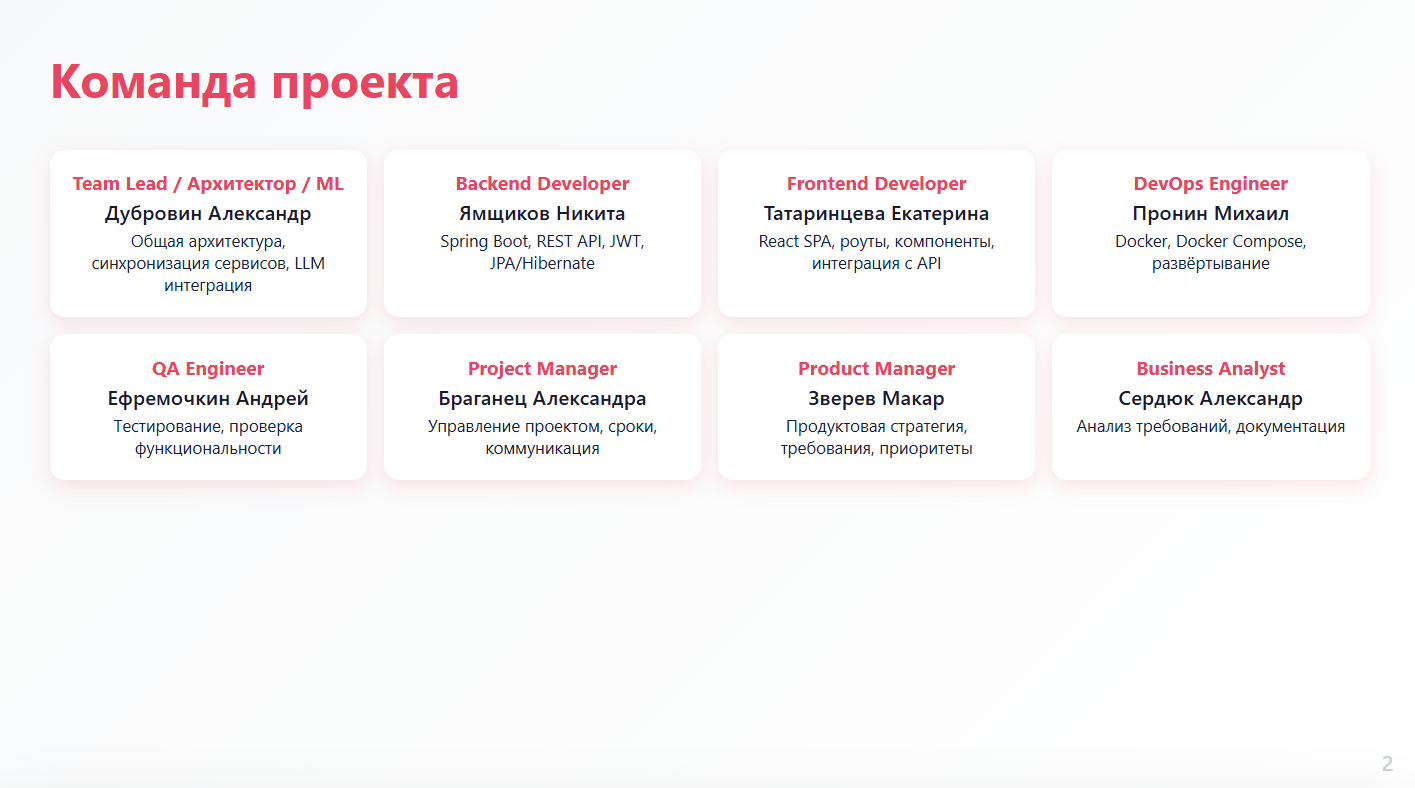 Команда проекта
Team Lead / Архитектор / ML
Дубровин Александр
Общая архитектура,
синхронизация сервисов, LLM
интеграция
Backend Developer
Ямщиков Никита
Spring Boot, REST API, JWT,
JPA/Hibernate
Frontend Developer
Татаринцева Екатерина
React SPA, роуты, компоненты,
интеграция с API
DevOps Engineer
Пронин Михаил
Docker, Docker Compose,
развёртывание
QA Engineer
Ефремочкин Андрей
Тестирование, проверка
функциональности
Project Manager
Браганец Александра
Управление проектом, сроки,
коммуникация
Product Manager
Зверев Макар
Продуктовая стратегия,
требования, приоритеты
Business Analyst
Сердюк Александр
Анализ требований, документация
2